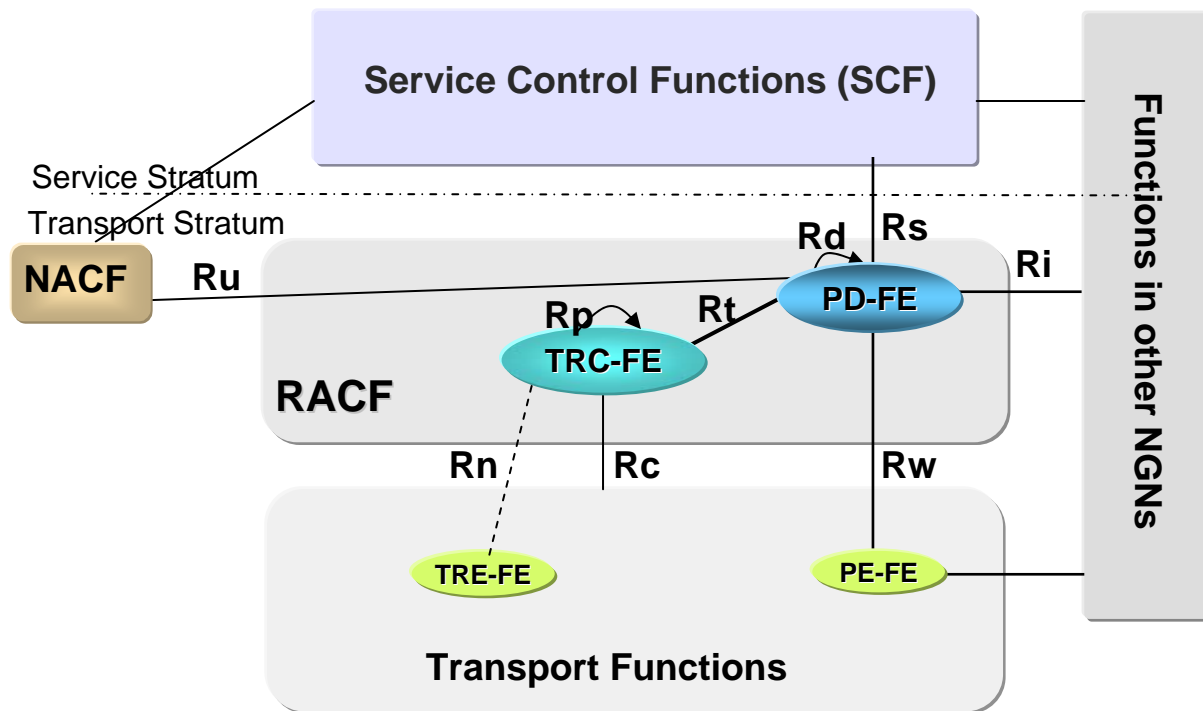 Service Control Functions (SCF)
Service Stratum
Transport Stratum
NACF
Ru
Rd
Rs
Ri
PD-FE
Rp
Rt
TRC-FE
RACF
Rn
Rc
Rw
TRE-FE
PE-FE
Transport Functions
Functions in other NGNs